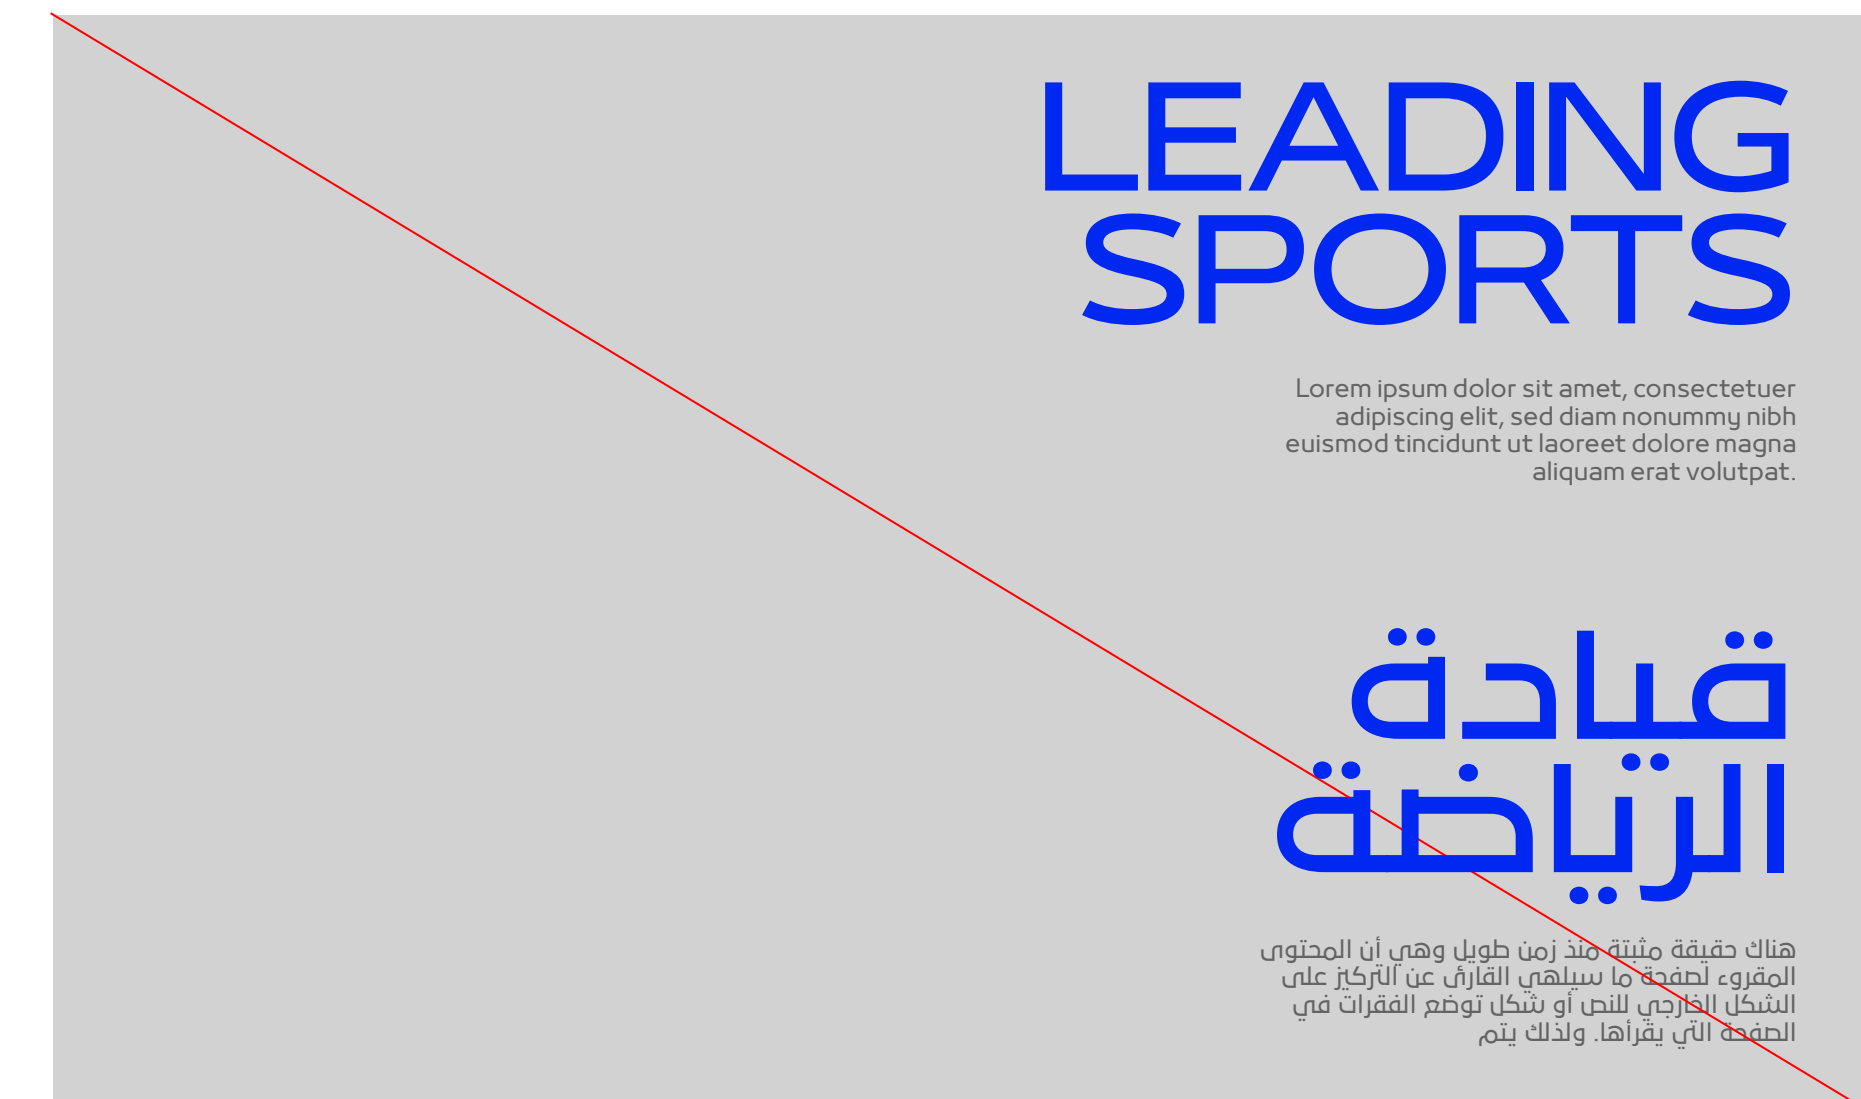 LEADING
SPORTS
Lorem ipsum dolor sit amet, consectetuer
adipiscing elit, sed diam nonummy nibh
euismod tincidunt ut laoreet dolore magna
aliquam erat volutpat.
قيادة
الرياضة
هناك حقيقة مثبتة منذ زمن طويل وهي أن المحتوى
المقروء لصفحة ما سيلهي القارئ عن التركيز على
الشكل الخارجي للنص أو شكل توضع الفقرات في
الصفحة التي يقرأها. ولذلك يتم